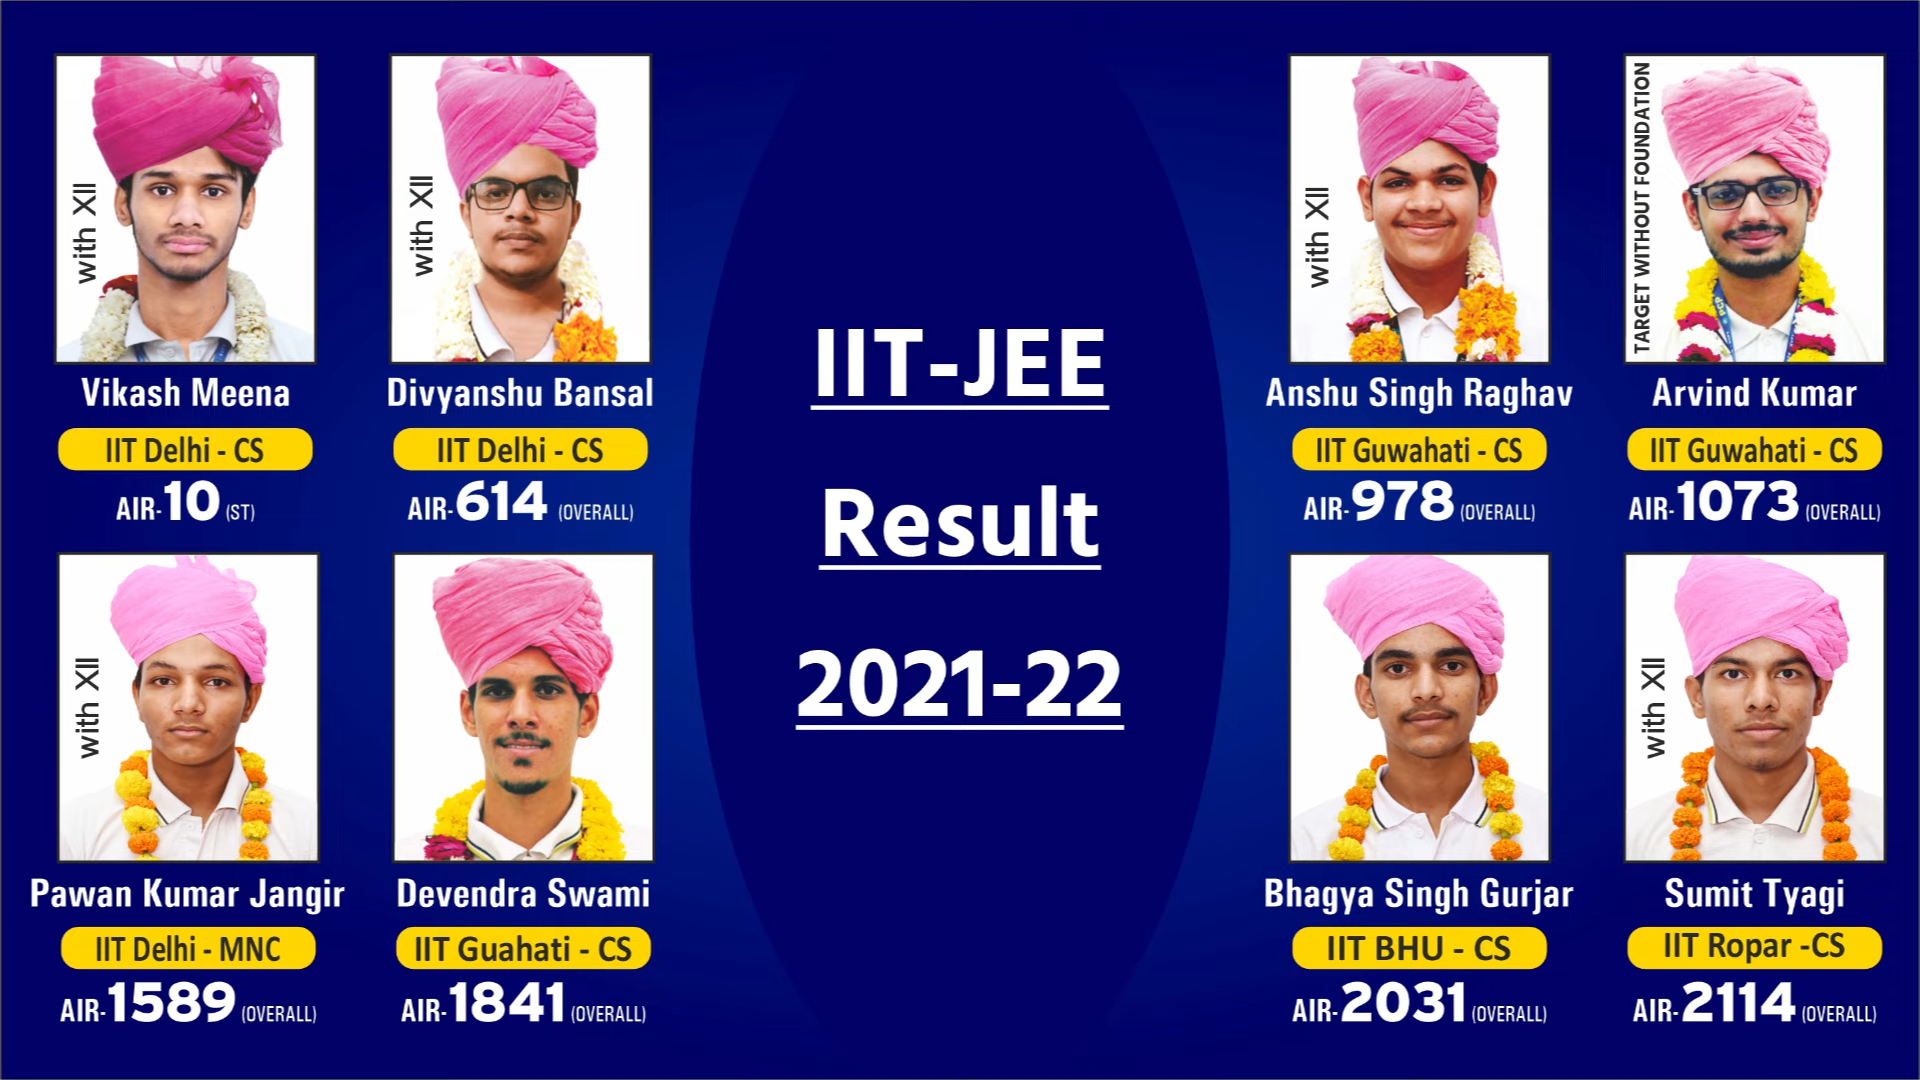 with XII
Vikash Meena
IIT Delhi - CS
AIR-10 (ST)
with XII
Divyanshu Bansal
IIT Delhi - CS
AIR-614 (OVERALL)
with XII
Pawan Kumar Jangir
IIT Delhi - MNC
AIR-1589 (OVERALL)
Devendra Swami
IIT Guahati - CS
AIR-1841 (OVERALL)
IIT-JEE
Result
2021-22
with XII
Anshu Singh Raghav
IIT Guwahati - CS
AIR-978 (OVERALL)
TARGET WITHOUT FOUNDATION
PCP
Arvind Kumar
IIT Guwahati - CS
AIR-1073 (OVERALL)
Bhagya Singh Gurjar
IIT BHU - CS
AIR-2031 (OVERALL)
with XII
Sumit Tyagi
IIT Ropar -CS
AIR-2114 (OVERALL)